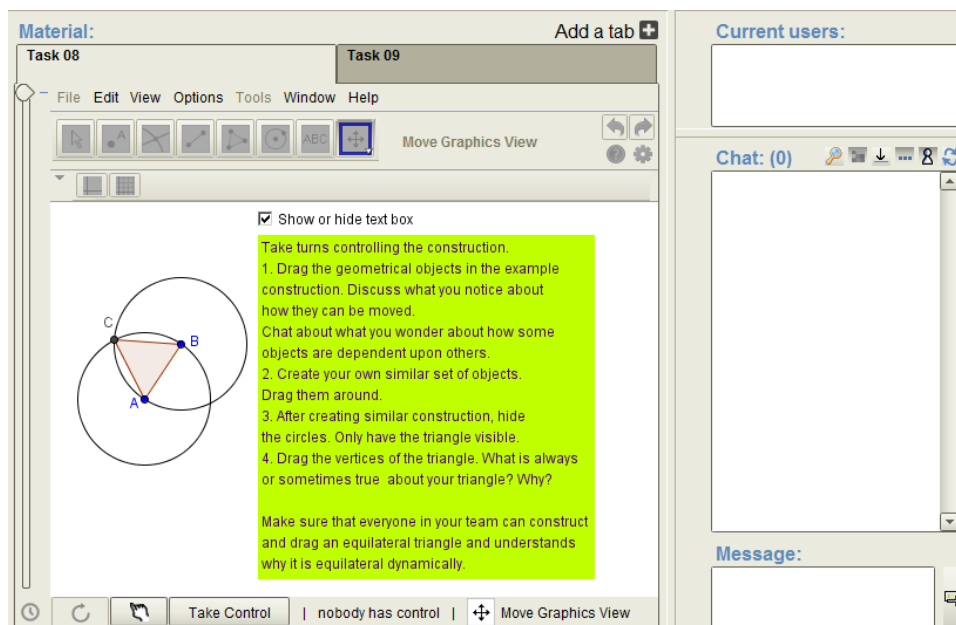 Material:
Add a tab
Task 08
Task 09
File Edit View Options Tools Window Help
A
ABC
Move Graphics View
Show or hide text box
Take turns controlling the construction.
1. Drag the geometrical objects in the example
construction. Discuss what you notice about
how they can be moved.
Chat about what you wonder about how some
objects are dependent upon others.
2. Create your own similar set of objects.
Drag them around.
3. After creating similar construction, hide
the circles. Only have the triangle visible.
4. Drag the vertices of the triangle. What is always
or sometimes true about your triangle? Why?
Make sure that everyone in your team can construct
and drag an equilateral triangle and understands
why it is equilateral dynamically.
C
B
A
Take Control | nobody has control | Move Graphics View
Current users:
Chat: (0)
Message: